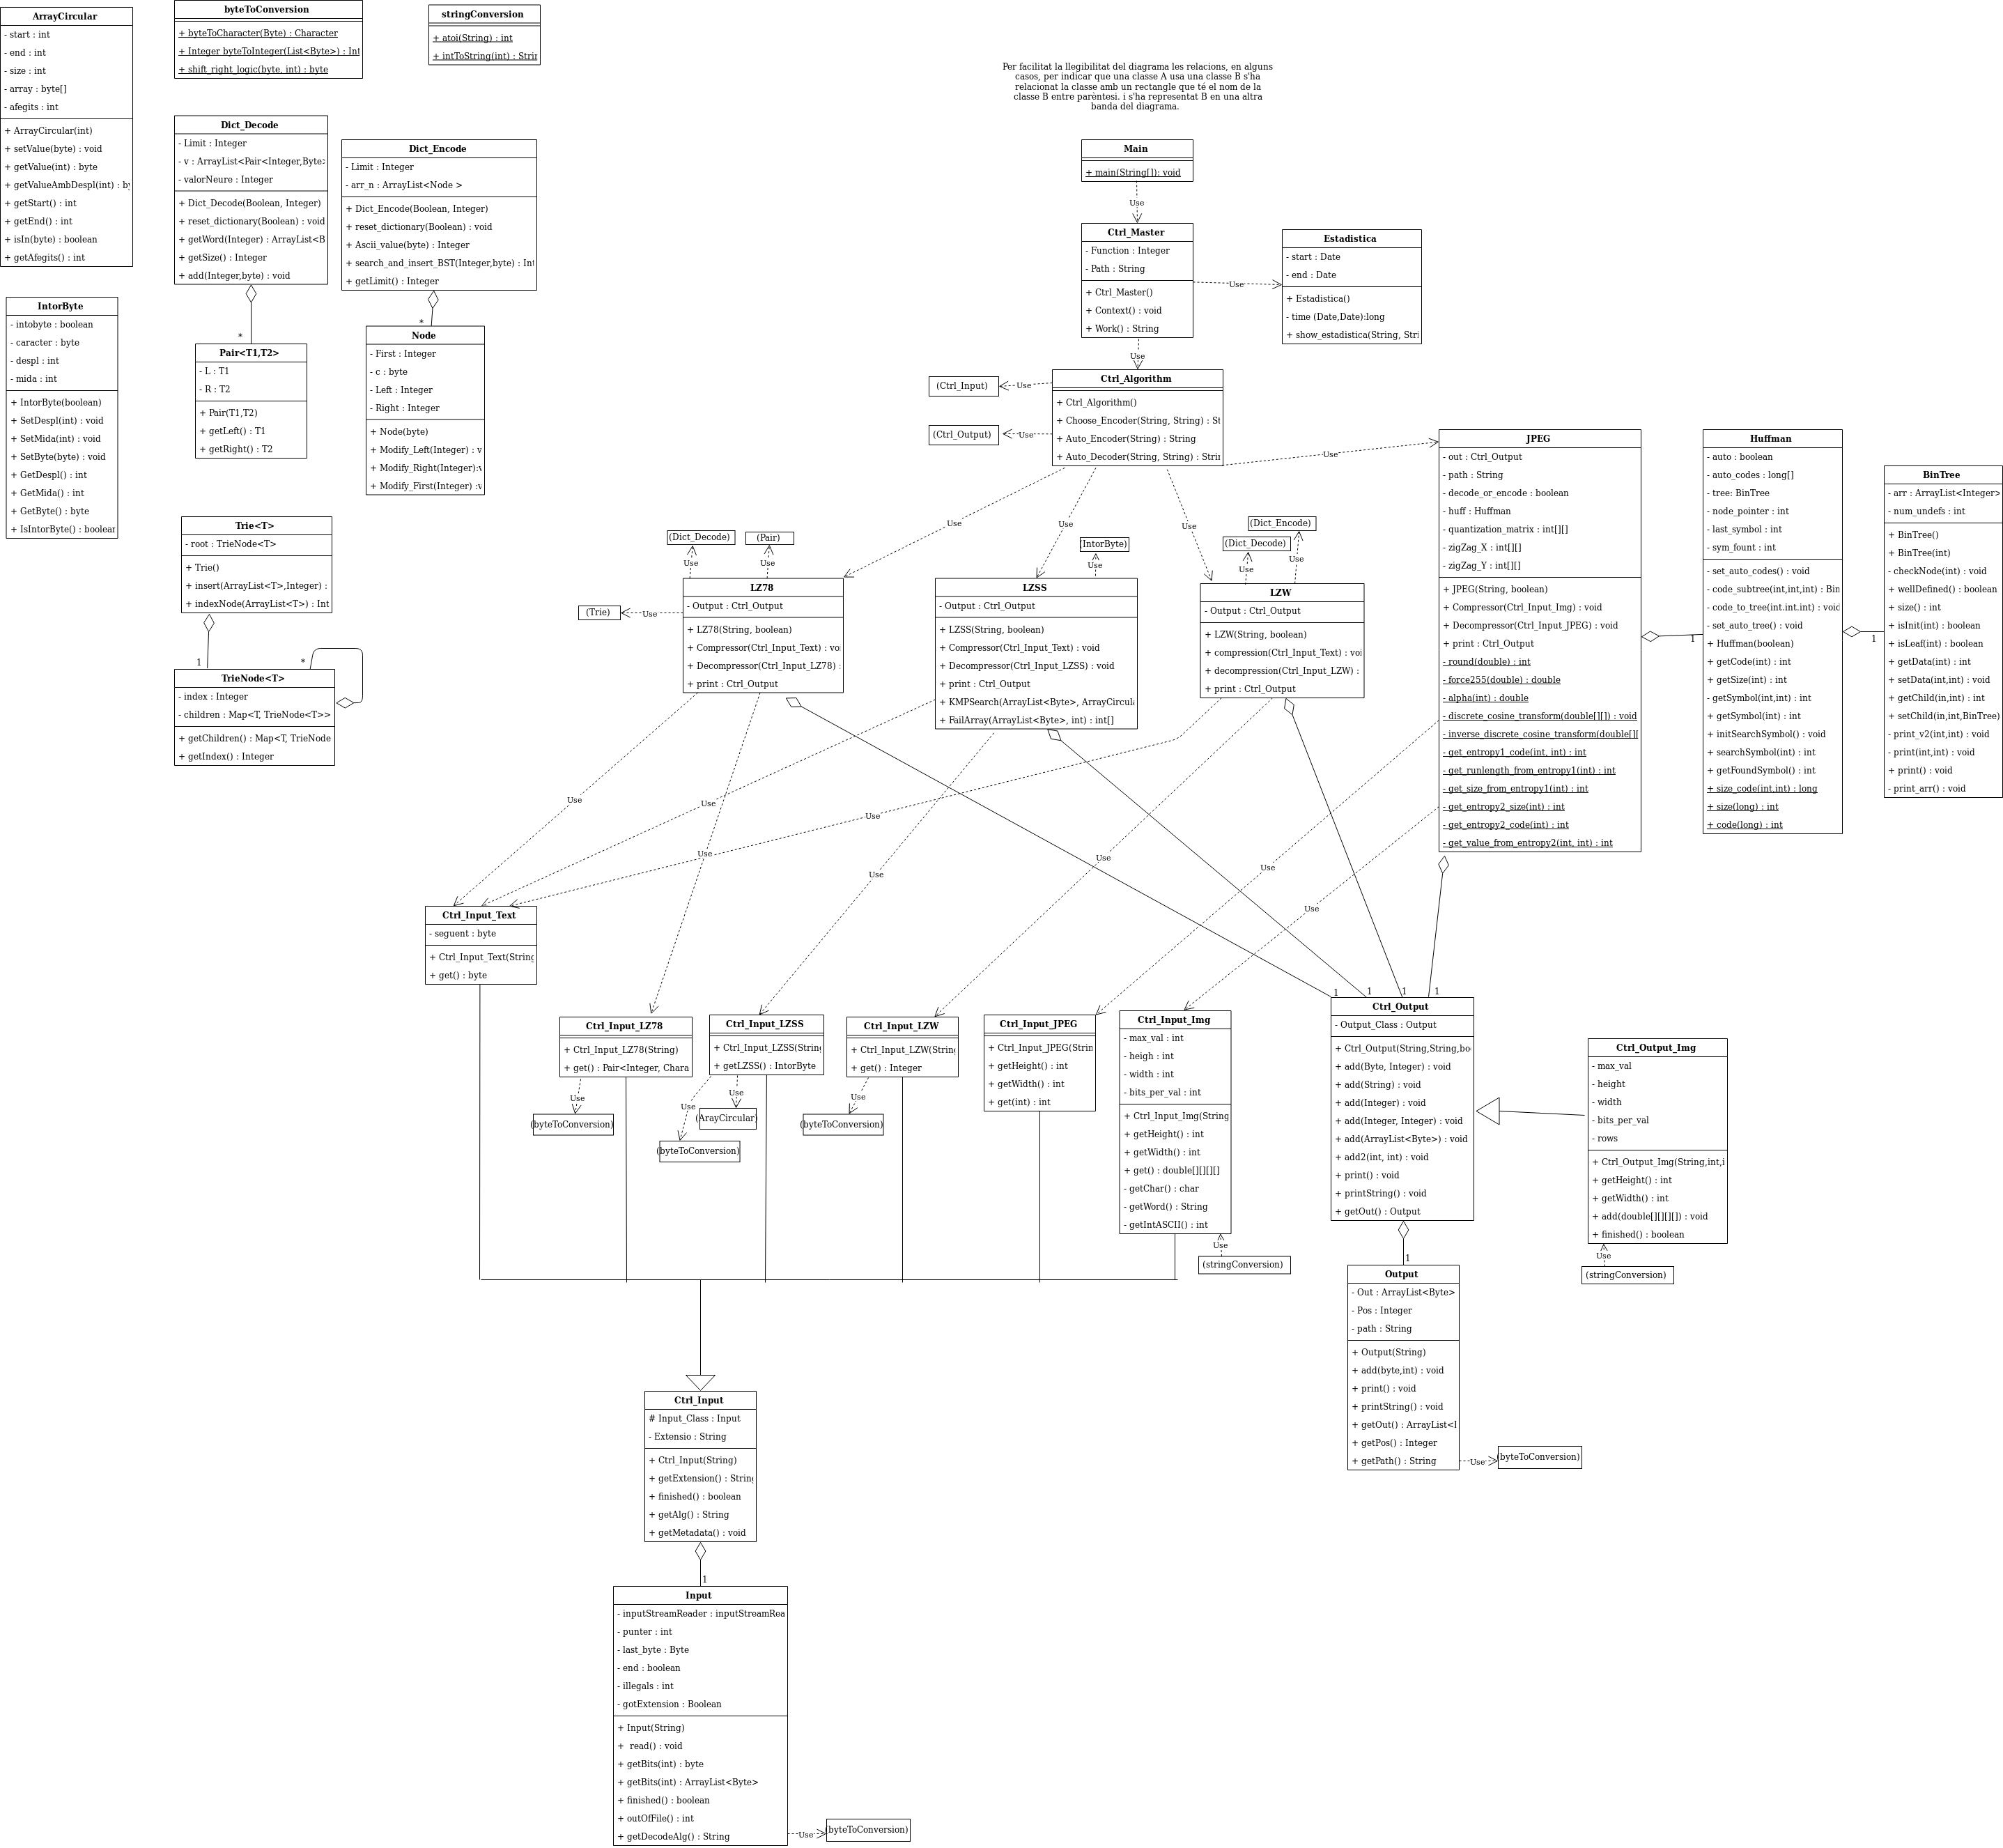 ArrayCircular
- start : int
- end : int
- size : int
- array : byte[]
- afegits : int
+ ArrayCircular(int)
+ setValue(byte) : void
+ getValue(int) : byte
+ getValueAmbDespl(int) : by
+ getStart() : int
+ getEnd() : int
+ isIn(byte) : boolean
+ getAfegits() : int
byteToConversion
+ byteToCharacter(Byte) : Character
+ Integer byteToInteger(List<Byte>) : Int
+ shift_right_logic(byte, int) : byte
stringConversion
+ atoi(String) : int
+ intToString(int) : Strin
Per facilitat la llegibilitat del diagrama les relacions, en alguns
casos, per indicar que una classe A usa una classe B s'ha
relacionat la classe amb un rectangle que té el nom de la
classe B entre parèntesi. i s'ha representat B en una altra
banda del diagrama.
Dict_Decode
- Limit : Integer
- v : ArrayList<Pair<Integer,Byte>
- valorNeure : Integer
+ Dict_Decode(Boolean, Integer)
+ reset_dictionary(Boolean) : void
+ getWord(Integer) : ArrayList<B
+ getSize() : Integer
+ add(Integer,byte) : void
*
Dict_Encode
- Limit : Integer
- arr_n : ArrayList<Node >
+ Dict_Encode(Boolean, Integer)
+ reset_dictionary(Boolean) : void
+ Ascii_value(byte) : Integer
+ search_and_insert_BST(Integer,byte) : Int
+ getLimit() : Integer
*
IntorByte
- intobyte : boolean
- caracter : byte
- despl : int
- mida : int
+ IntorByte(boolean)
+ SetDespl(int) : void
+ SetMida(int) : void
+ SetByte(byte) : void
+ GetDespl() : int
+ GetMida() : int
+ GetByte() : byte
+ IsIntorByte() : boolean
Pair<T1,T2>
- L : T1
- R : T2
+ Pair(T1,T2)
+ getLeft() : T1
+ getRight() : T2
Node
- First : Integer
- c : byte
- Left : Integer
- Right : Integer
+ Node(byte)
+ Modify_Left(Integer) : v
+ Modify_Right(Integer):v
+ Modify_First(Integer) :v
Trie<T>
- root : TrieNode<T>
+ Trie()
+ insert(ArrayList<T>,Integer) :
+ indexNode(ArrayList<T>) : Int
1
*
TrieNode<T>
- index : Integer
- children : Map<T, TrieNode<T>>
+ getChildren() : Map<T, TrieNode
+ getIndex() : Integer
Main
+ main(String[]): void
Use
Ctrl_Master
- Function : Integer
- Path : String
+ Ctrl_Master()
+ Context() : void
+ Work() : String
Use
Estadistica
- start : Date
- end : Date
+ Estadistica()
- time (Date,Date):long
+ show_estadistica(String, Stri
Use
(Ctrl_Input)
Use
(Ctrl_Output)
Use
Ctrl_Algorithm
+ Ctrl_Algorithm()
+ Choose_Encoder(String, String) : St
+ Auto_Encoder(String) : String
+ Auto_Decoder(String, String) : Strin
Use
Use
Use
Use
JPEG
- out : Ctrl_Output
- path : String
- decode_or_encode : boolean
- huff : Huffman
- quantization_matrix : int[][]
- zigZag_X : int[][]
- zigZag_Y : int[][]
+ JPEG(String, boolean)
+ Compressor(Ctrl_Input_Img) : void
+ Decompressor(Ctrl_Input_JPEG) : void
+ print : Ctrl_Output
- round(double) : int
- force255(double) : double
- alpha(int) : double
- discrete_cosine_transform(double[][]) : void
- inverse_discrete_cosine_transform(double[][
- get_entropy1_code(int, int) : int
- get_runlength_from_entropy1(int) : int
- get_size_from_entropy1(int) : int
- get_entropy2_size(int) : int
- get_entropy2_code(int) : int
- get_value_from_entropy2(int, int) : int
1
Huffman
- auto : boolean
- auto_codes : long[]
- tree: BinTree
- node_pointer : int
- last_symbol : int
- sym_fount : int
- set_auto_codes() : void
- code_subtree(int,int,int) : Bin
- code_to_tree(int.int.int) : void
- set_auto_tree() : void
+ Huffman(boolean)
+ getCode(int) : int
+ getSize(int) : int
- getSymbol(int,int) : int
+ getSymbol(int) : int
+ initSearchSymbol() : void
+ searchSymbol(int) : int
+ getFoundSymbol() : int
+ size_code(int,int) : long
+ size(long) : int
+ code(long) : int
1
BinTree
- arr : ArrayList<Integer>
- num_undefs : int
+ BinTree()
+ BinTree(int)
- checkNode(int) : void
+ wellDefined() : boolean
+ size() : int
+ isInit(int) : boolean
+ isLeaf(int) : boolean
+ getData(int) : int
+ setData(int,int) : void
+ getChild(in,int) : int
+ setChild(in,int,BinTree)
- print_v2(int,int) : void
- print(int,int) : void
+ print() : void
- print_arr() : void
(Dict_Decode)
Use
(Pair)
Use
(Trie)
Use
LZ78
- Output : Ctrl_Output
+ LZ78(String, boolean)
+ Compressor(Ctrl_Input_Text) : voi
+ Decompressor(Ctrl_Input_LZ78) :
+ print : Ctrl_Output
(IntorByte)
Use
LZSS
- Output : Ctrl_Output
+ LZSS(String, boolean)
+ Compressor(Ctrl_Input_Text) : void
+ Decompressor(Ctrl_Input_LZSS) : void
+ print : Ctrl_Output
+ KMPSearch(ArrayList<Byte>, ArrayCircula
+ FailArray(ArrayList<Byte>, int) : int[]
(Dict_Encode)
(Dict_Decode)
Use
Use
LZW
- Output : Ctrl_Output
+ LZW(String, boolean)
+ compression(Ctrl_Input_Text) : voi
+ decompression(Ctrl_Input_LZW) :
+ print : Ctrl_Output
Use
Use
Use
Use
Use
Use
Use
Use
Ctrl_Input_Text
- seguent : byte
+ Ctrl_Input_Text(String
+ get() : byte
Ctrl_Input_LZ78
+ Ctrl_Input_LZ78(String)
+ get() : Pair<Integer, Chara
Use
(byteToConversion)
Ctrl_Input_LZSS
+ Ctrl_Input_LZSS(String
+ getLZSS() : IntorByte
Use
(ArayCircular)
Use
(byteToConversion)
Ctrl_Input_LZW
+ Ctrl_Input_LZW(String
+ get() : Integer
Use
(byteToConversion)
Ctrl_Input_JPEG
+ Ctrl_Input_JPEG(Strin
+ getHeight() : int
+ getWidth() : int
+ get(int) : int
Ctrl_Input_Img
- max_val : int
- heigh : int
- width : int
- bits_per_val : int
+ Ctrl_Input_Img(String
+ getHeight() : int
+ getWidth() : int
+ get() : double[][][][]
- getChar() : char
- getWord() : String
- getIntASCII() : int
Use
(stringConversion)
1
1
1
1
Ctrl_Output
- Output_Class : Output
+ Ctrl_Output(String,String,bo
+ add(Byte, Integer) : void
+ add(String) : void
+ add(Integer) : void
+ add(Integer, Integer) : void
+ add(ArrayList<Byte>) : void
+ add2(int, int) : void
+ print() : void
+ printString() : void
+ getOut() : Output
1
Ctrl_Output_Img
- max_val
- height
- width
- bits_per_val
- rows
+ Ctrl_Output_Img(String,int,i
+ getHeight() : int
+ getWidth() : int
+ add(double[][][][]) : void
+ finished() : boolean
Use
(stringConversion)
Output
- Out : ArrayList<Byte>
- Pos : Integer
- path : String
+ Output(String)
+ add(byte,int) : void
+ print() : void
+ printString() : void
+ getOut() : ArrayList<I
+ getPos() : Integer
+ getPath() : String
Use
(byteToConversion)
Ctrl_Input
# Input_Class : Input
- Extensio : String
+ Ctrl_Input(String)
+ getExtension() : String
+ finished() : boolean
+ getAlg() : String
+ getMetadata() : void
1
Input
- inputStreamReader : inputStreamRea
- punter : int
- last_byte : Byte
- end : boolean
- illegals : int
- gotExtension : Boolean
+ Input(String)
+ read() : void
+ getBits(int) : byte
+ getBits(int) : ArrayList<Byte>
+ finished() : boolean
+ outOfFile() : int
+ getDecodeAlg() : String
Use
(byteToConversion)